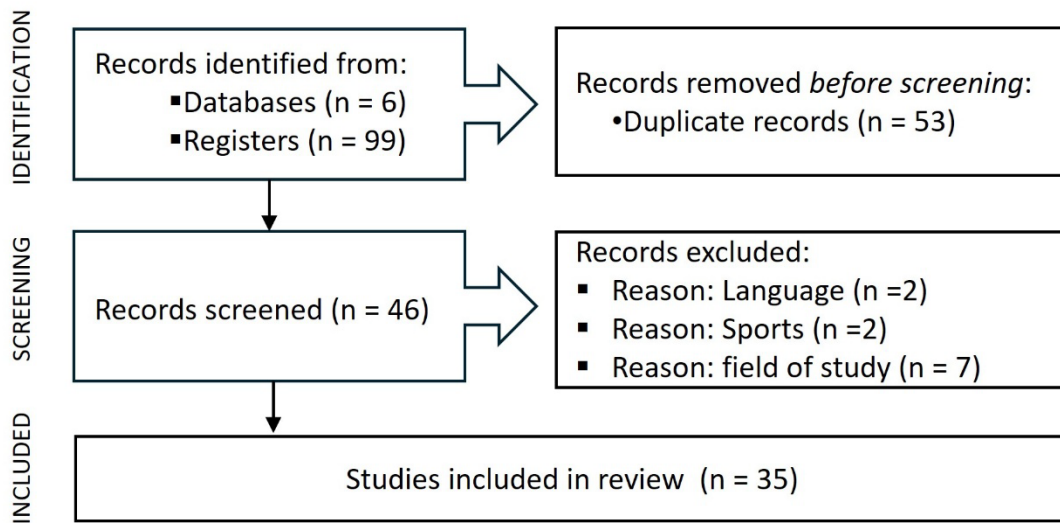 IDENTIFICATION
Records identified from:
▪Databases (n = 6)
▪Registers (n = 99)
Records removed before screening:
•Duplicate records (n = 53)
SCREENING
Records screened (n = 46)
Records excluded:
▪ Reason: Language (n =2)
▪ Reason: Sports (n =2)
▪ Reason: field of study (n = 7)
INCLUDED
Studies included in review (n = 35)